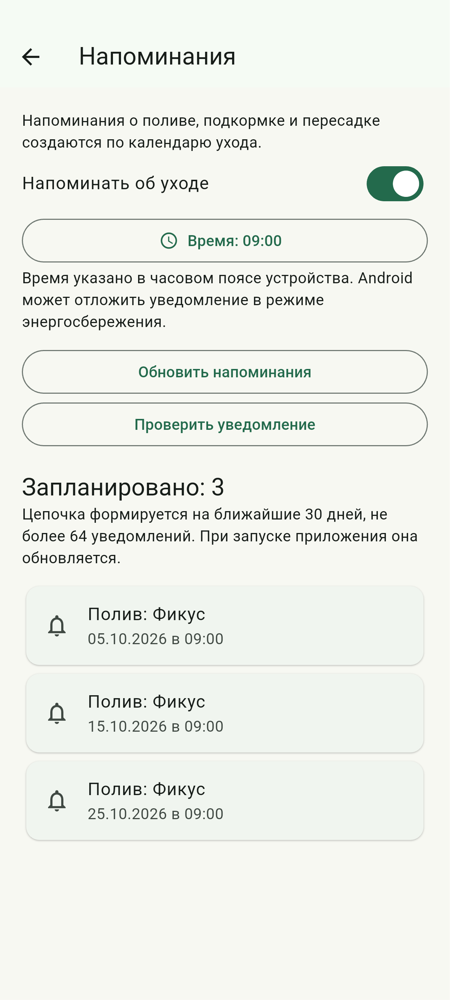 Напоминания
Напоминания о поливе, подкормке и пересадке
создаются по календарю ухода.
Напоминать об уходе
Время: 09:00
Время указано в часовом поясе устройства. Android
может отложить уведомление в режиме
энергосбережения.
Обновить напоминания
Проверить уведомление
Запланировано: 3
Цепочка формируется на ближайшие 30 дней, не
более 64 уведомлений. При запуске приложения она
обновляется.
Полив: Фикус
05.10.2026 в 09:00
Полив: Фикус
15.10.2026 в 09:00
Полив: Фикус
25.10.2026 в 09:00